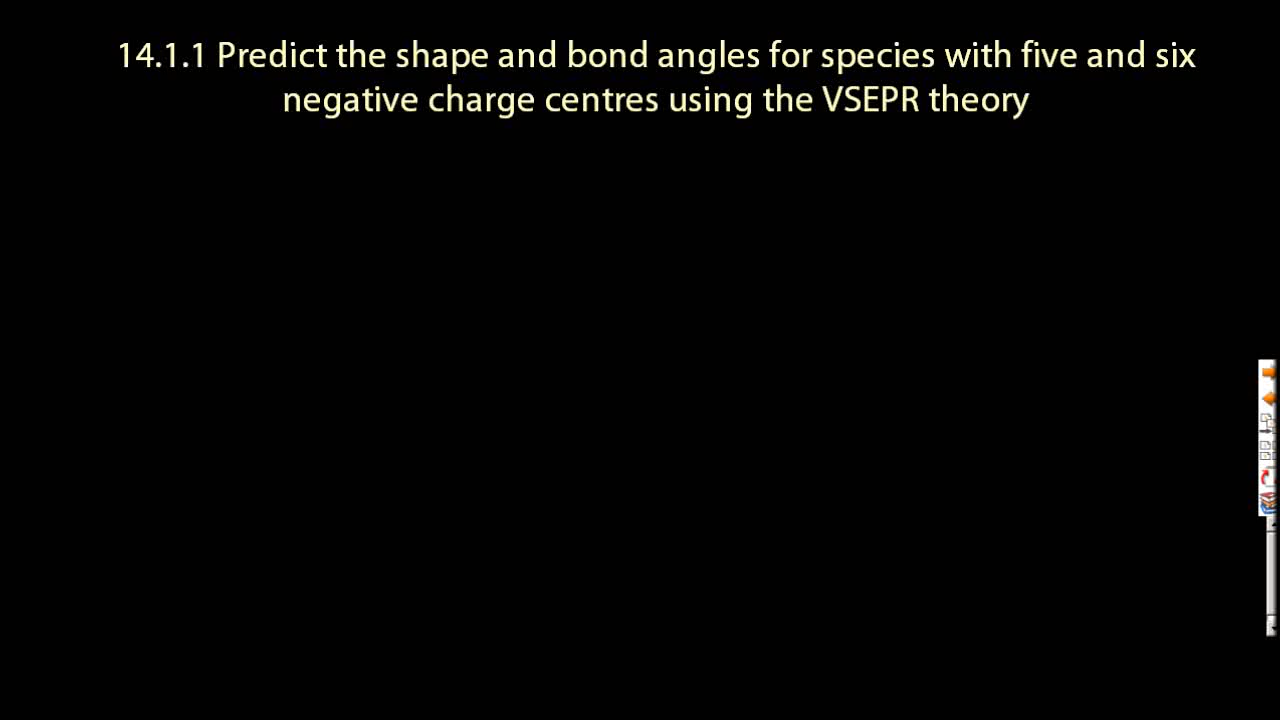 14.1.1 Predict the shape and bond angles for species with five and six
negative charge centres using the VSEPR theory